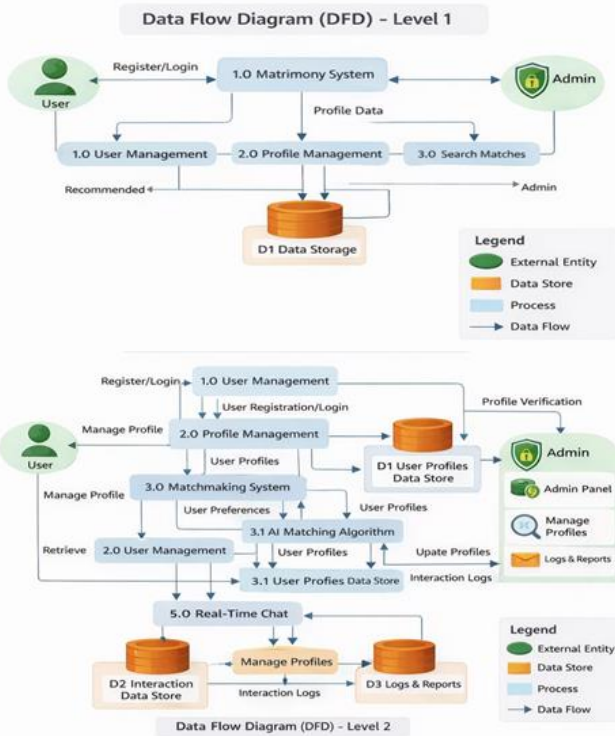 Data Flow Diagram (DFD) - Level 1
Register/Login
1.0 Matrimony System
User
Admin
Profile Data
1.0 User Management
2.0 Profile Management
3.0 Search Matches
Recommended
Admin
D1 Data Storage
Legend
External Entity
Data Store
Process
Data Flow
Register/Login
1.0 User Management
User Registration/Login
Profile Verification
Manage Profile
2.0 Profile Management
User
Admin
User Profiles
D1 User Profiles
Data Store
Admin Panel
Manage Profile
3.0 Matchmaking System
User Preferences
User Profiles
Manage
Profiles
3.1 AI Matching Algorithm
Retrieve
2.0 User Management
User Profiles
User Profiles
Upate Profiles
Logs & Reports
3.1 User Profies Data Store
Interaction Logs
5.0 Real-Time Chat
Manage Profiles
D2 Interaction
Data Store
Interaction Logs
D3 Logs & Reports
Legend
External Entity
Data Store
Process
Data Flow
Data Flow Diagram (DFD) - Level 2